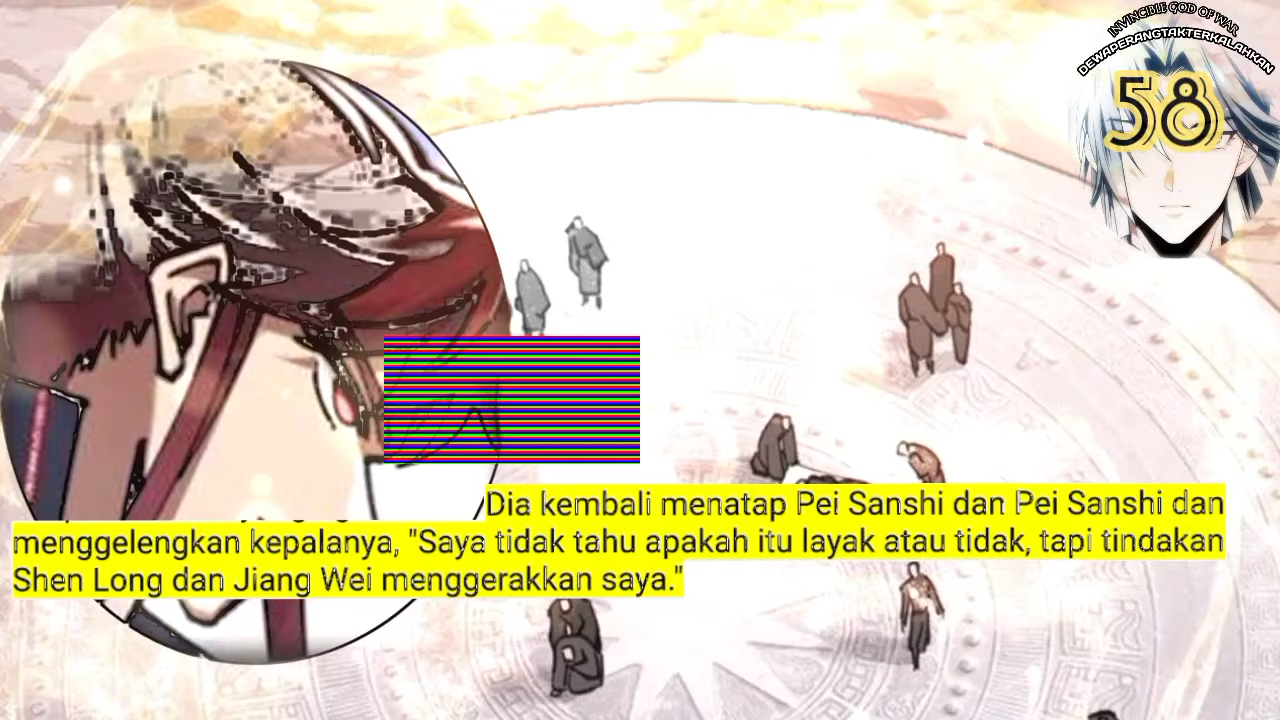 INVINCIBLE GOD OF WAR
DEWAPERANGTAKTERKALAHKAN
58
Dia kembali menatap Pei Sanshi dan Pei Sanshi dan
menggelengkan kepalanya, "Saya tidak tahu apakah itu layak atau tidak, tapi tindakan
Shen Long dan Jiang Wei menggerakkan saya."